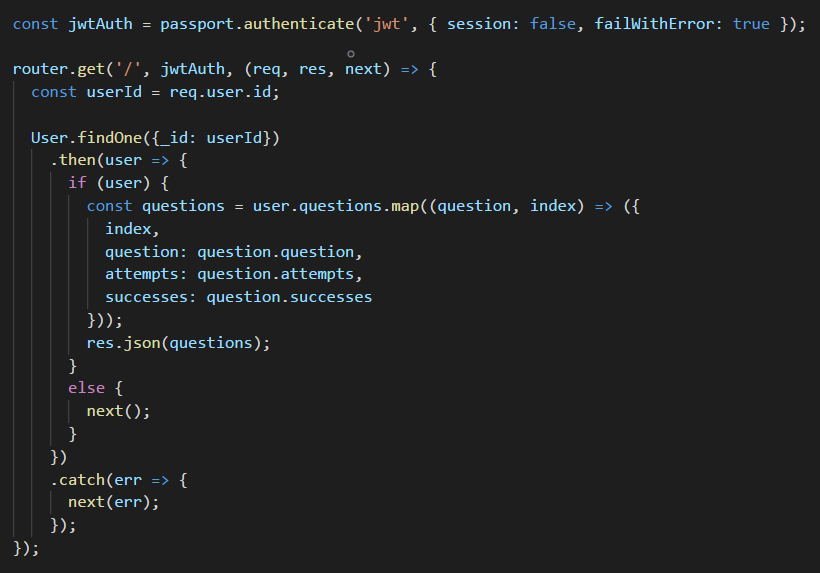 const jwtAuth = passport.authenticate('jwt', { session: false, failWithError: true });
router.get('/', jwtAuth, (req, res, next) => {
const userId = req.user.id;
User.findOne({_id: userId})
.then(user => {
if (user) {
const questions = user.questions.map((question, index) => ({
index,
question: question.question,
attempts: question.attempts,
successes: question.successes
}));
res.json(questions);
}
else {
next();
}
})
.catch(err => {
next(err);
});
});